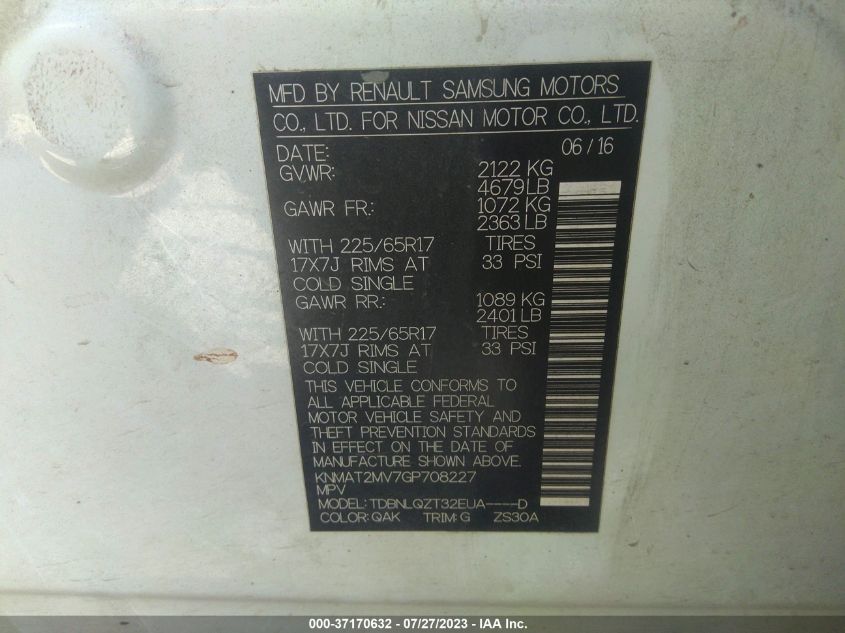 MFD BY RENAULT SAMSUNG MOTORS
CO., LTD. FOR NISSAN MOTOR CO., LTD.
DATE: 06 / 16
GVWR: 2122 KG
4679 LB
GAWR FR.: 1072 KG
2363 LB
WITH 225/65R17 TIRES
17X7J RIMS AT 33 PSI
COLD SINGLE
GAWR RR.: 1089 KG
2401 LB
WITH 225/65R17 TIRES
17X7J RIMS AT 33 PSI
COLD SINGLE
THIS VEHICLE CONFORMS TO
ALL APPLICABLE FEDERAL
MOTOR VEHICLE SAFETY AND
THEFT PREVENTION STANDARDS
IN EFFECT ON THE DATE OF
MANUFACTURE SHOWN ABOVE.
KNMAT2MV7GP708227
MPV
MODEL: TDBNLQZT32EUA----D
COLOR: QAK TRIM: G ZS30A
000-37170632 - 07/27/2023 - IAA Inc.